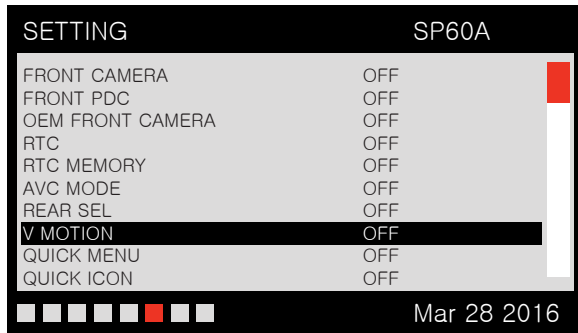 SETTING SP60A
FRONT CAMERA OFF
FRONT PDC OFF
OEM FRONT CAMERA OFF
RTC OFF
RTC MEMORY OFF
AVC MODE OFF
REAR SEL OFF
V MOTION OFF
QUICK MENU OFF
QUICK ICON OFF
Mar 28 2016